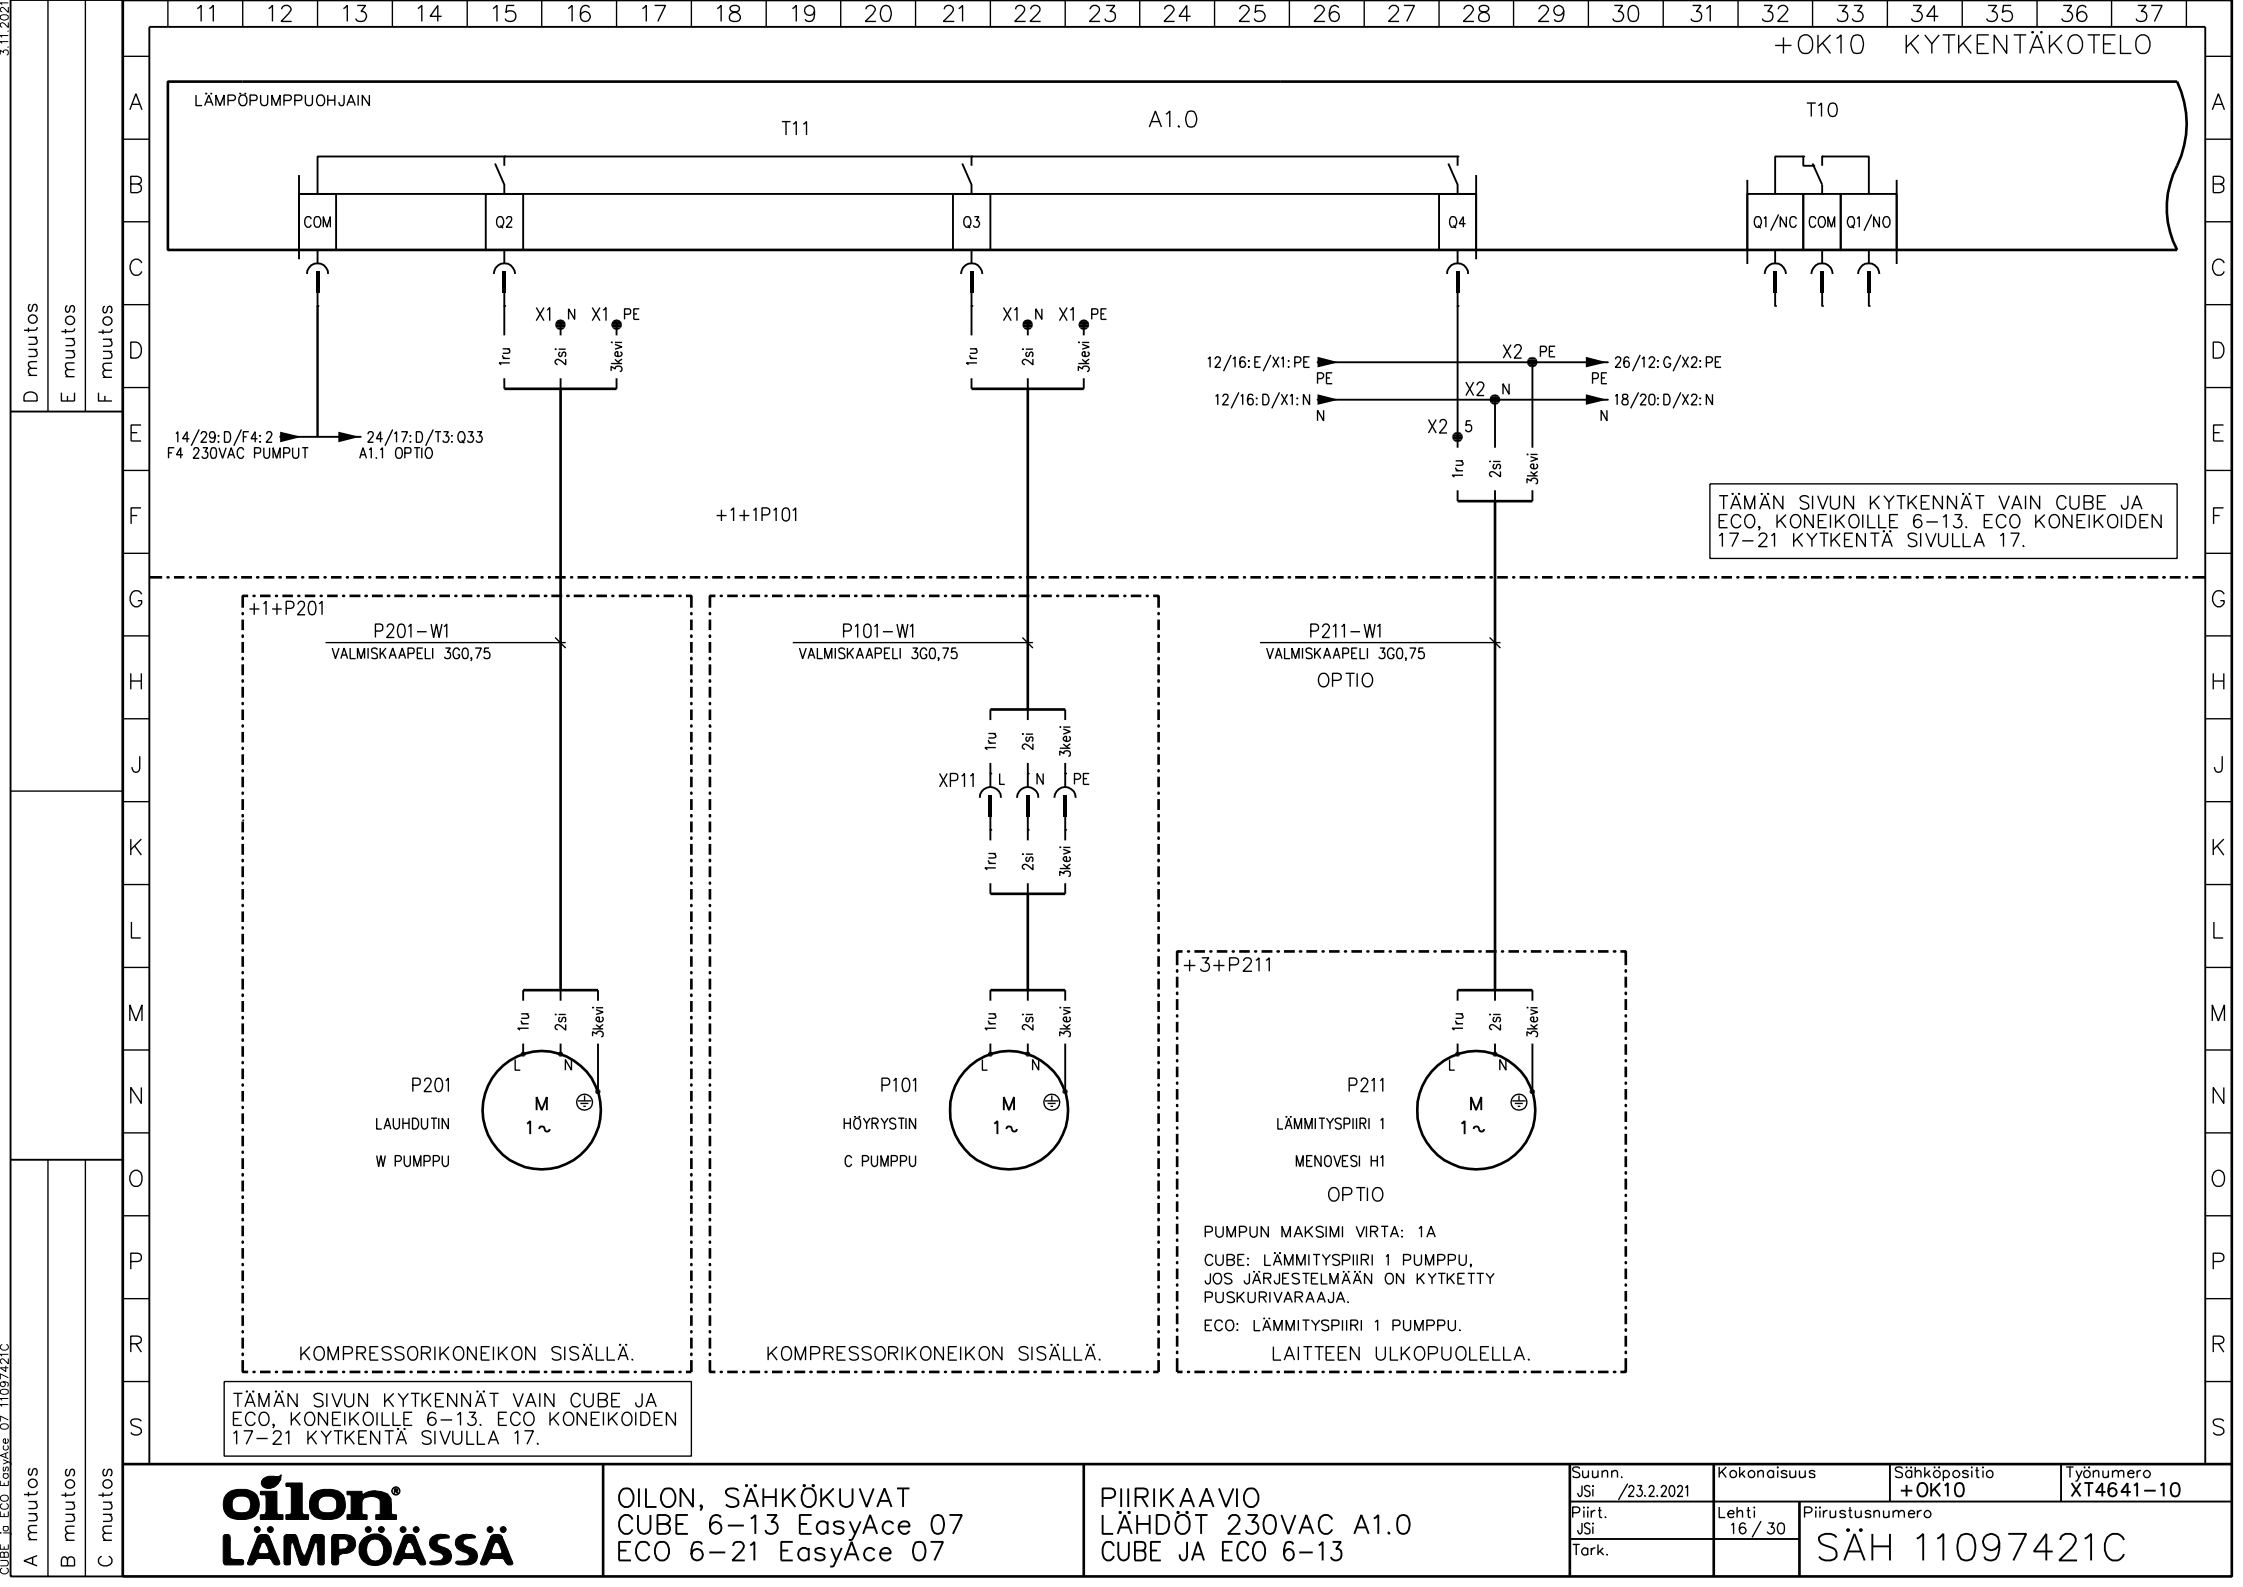 11 12 13 14 15 16 17 18 19 20 21 22 23 24 25 26 27 28 29 30 31 32 33 34 35 36 37
+OK10 KYTKENTÄKOTELO
3.11.2021
A A
LÄMPÖPUMPPUOHJAIN
T11
A1.0
T10
B B
COM Q2 Q3 Q4 Q1/NC COM Q1/NO
C C
X1 N X1 PE
X1 N X1 PE
D D
1ru 2si 3kevi
1ru 2si 3kevi
12/16:E/X1:PE
PE
X2 PE
26/12:G/X2:PE
PE
12/16:D/X1:N
N
X2 N
18/20:D/X2:N
N
X2 5
E E
14/29:D/F4:2
F4 230VAC PUMPUT
24/17:D/T3:Q33
A1.1 OPTIO
1ru 2si 3kevi
F F
+1+1P101
TÄMÄN SIVUN KYTKENNÄT VAIN CUBE JA
ECO, KONEIKOILLE 6-13. ECO KONEIKOIDEN
17-21 KYTKENTÄ SIVULLA 17.
G G
+1+P201
P201-W1
VALMISKAAPELI 3G0,75
P101-W1
VALMISKAAPELI 3G0,75
P211-W1
VALMISKAAPELI 3G0,75
OPTIO
H H
1ru 2si 3kevi
J J
XP11 L N PE
K K
1ru 2si 3kevi
L L
+3+P211
M M
1ru 2si 3kevi
1ru 2si 3kevi
1ru 2si 3kevi
N N
L N
M
1~
P201
LAUHDUTIN
W PUMPPU
L N
M
1~
P101
HÖYRYSTIN
C PUMPPU
L N
M
1~
P211
LÄMMITYSPIIRI 1
MENOVESI H1
OPTIO
O O
PUMPUN MAKSIMI VIRTA: 1A
P P
CUBE: LÄMMITYSPIIRI 1 PUMPPU,
JOS JÄRJESTELMÄÄN ON KYTKETTY
PUSKURIVARAAJA.
ECO: LÄMMITYSPIIRI 1 PUMPPU.
R R
KOMPRESSORIKONEIKON SISÄLLÄ.
KOMPRESSORIKONEIKON SISÄLLÄ.
LAITTEEN ULKOPUOLELLA.
TÄMÄN SIVUN KYTKENNÄT VAIN CUBE JA
ECO, KONEIKOILLE 6-13. ECO KONEIKOIDEN
17-21 KYTKENTÄ SIVULLA 17.
S S
D muutos
E muutos
F muutos
A muutos
B muutos
C muutos
CUBE ja ECO EasyAce 07 11097421C
oilon®
LÄMPÖÄSSÄ
OILON, SÄHKÖKUVAT
CUBE 6-13 EasyAce 07
ECO 6-21 EasyAce 07
PIIRIKAAVIO
LÄHDÖT 230VAC A1.0
CUBE JA ECO 6-13
Suunn.
JSi /23.2.2021
Piirt.
JSi
Tark.
Kokonaisuus
Sähköpositio
+OK10
Työnumero
XT4641-10
Lehti
16 / 30
Piirustusnumero
SÄH 11097421C